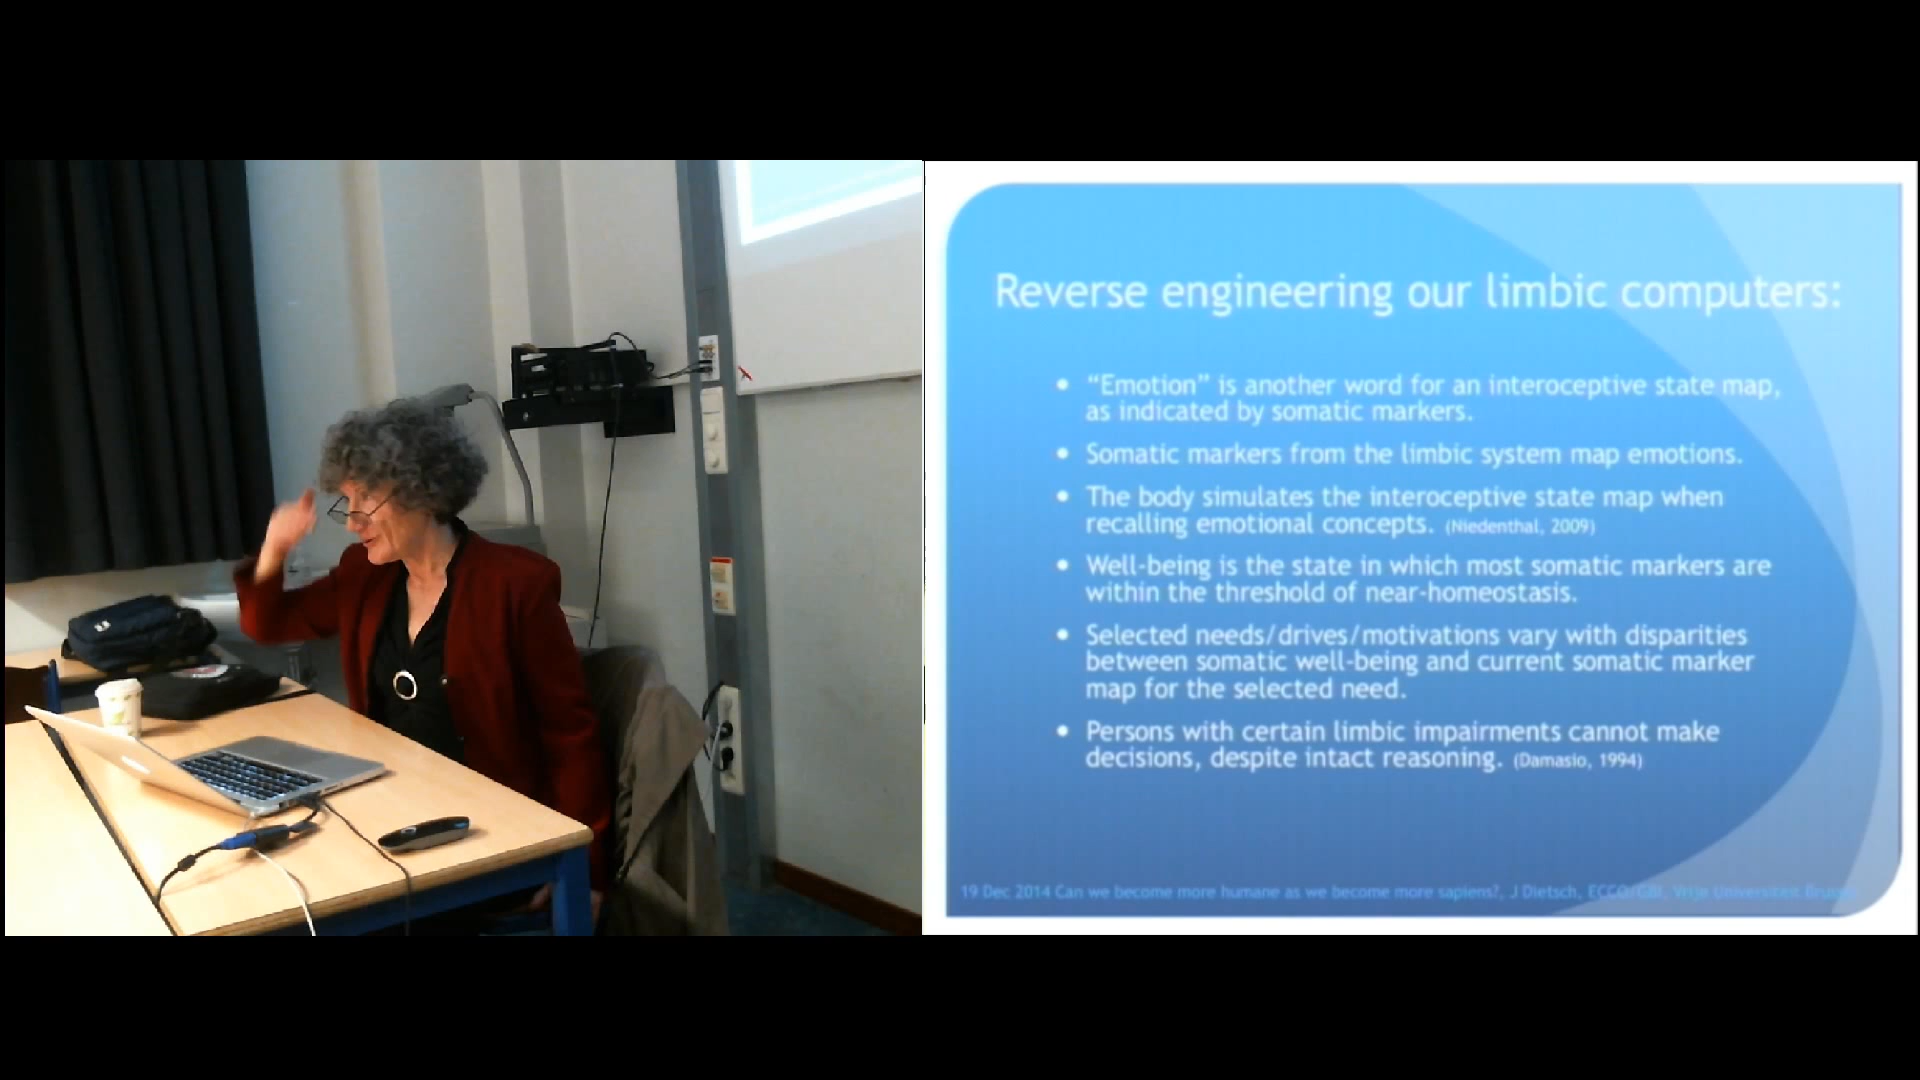 Reverse engineering our limbic computers:
• “Emotion” is another word for an interoceptive state map,
as indicated by somatic markers.
• Somatic markers from the limbic system map emotions.
• The body simulates the interoceptive state map when
recalling emotional concepts. (Niedenthal, 2009)
• Well-being is the state in which most somatic markers are
within the threshold of near-homeostasis.
• Selected needs/drives/motivations vary with disparities
between somatic well-being and current somatic marker
map for the selected need.
• Persons with certain limbic impairments cannot make
decisions, despite intact reasoning. (Damasio, 1994)
19 Dec 2014 Can we become more humane as we become more sapiens?, J Dietsch, ECCO/GBI, Vrije Universiteit